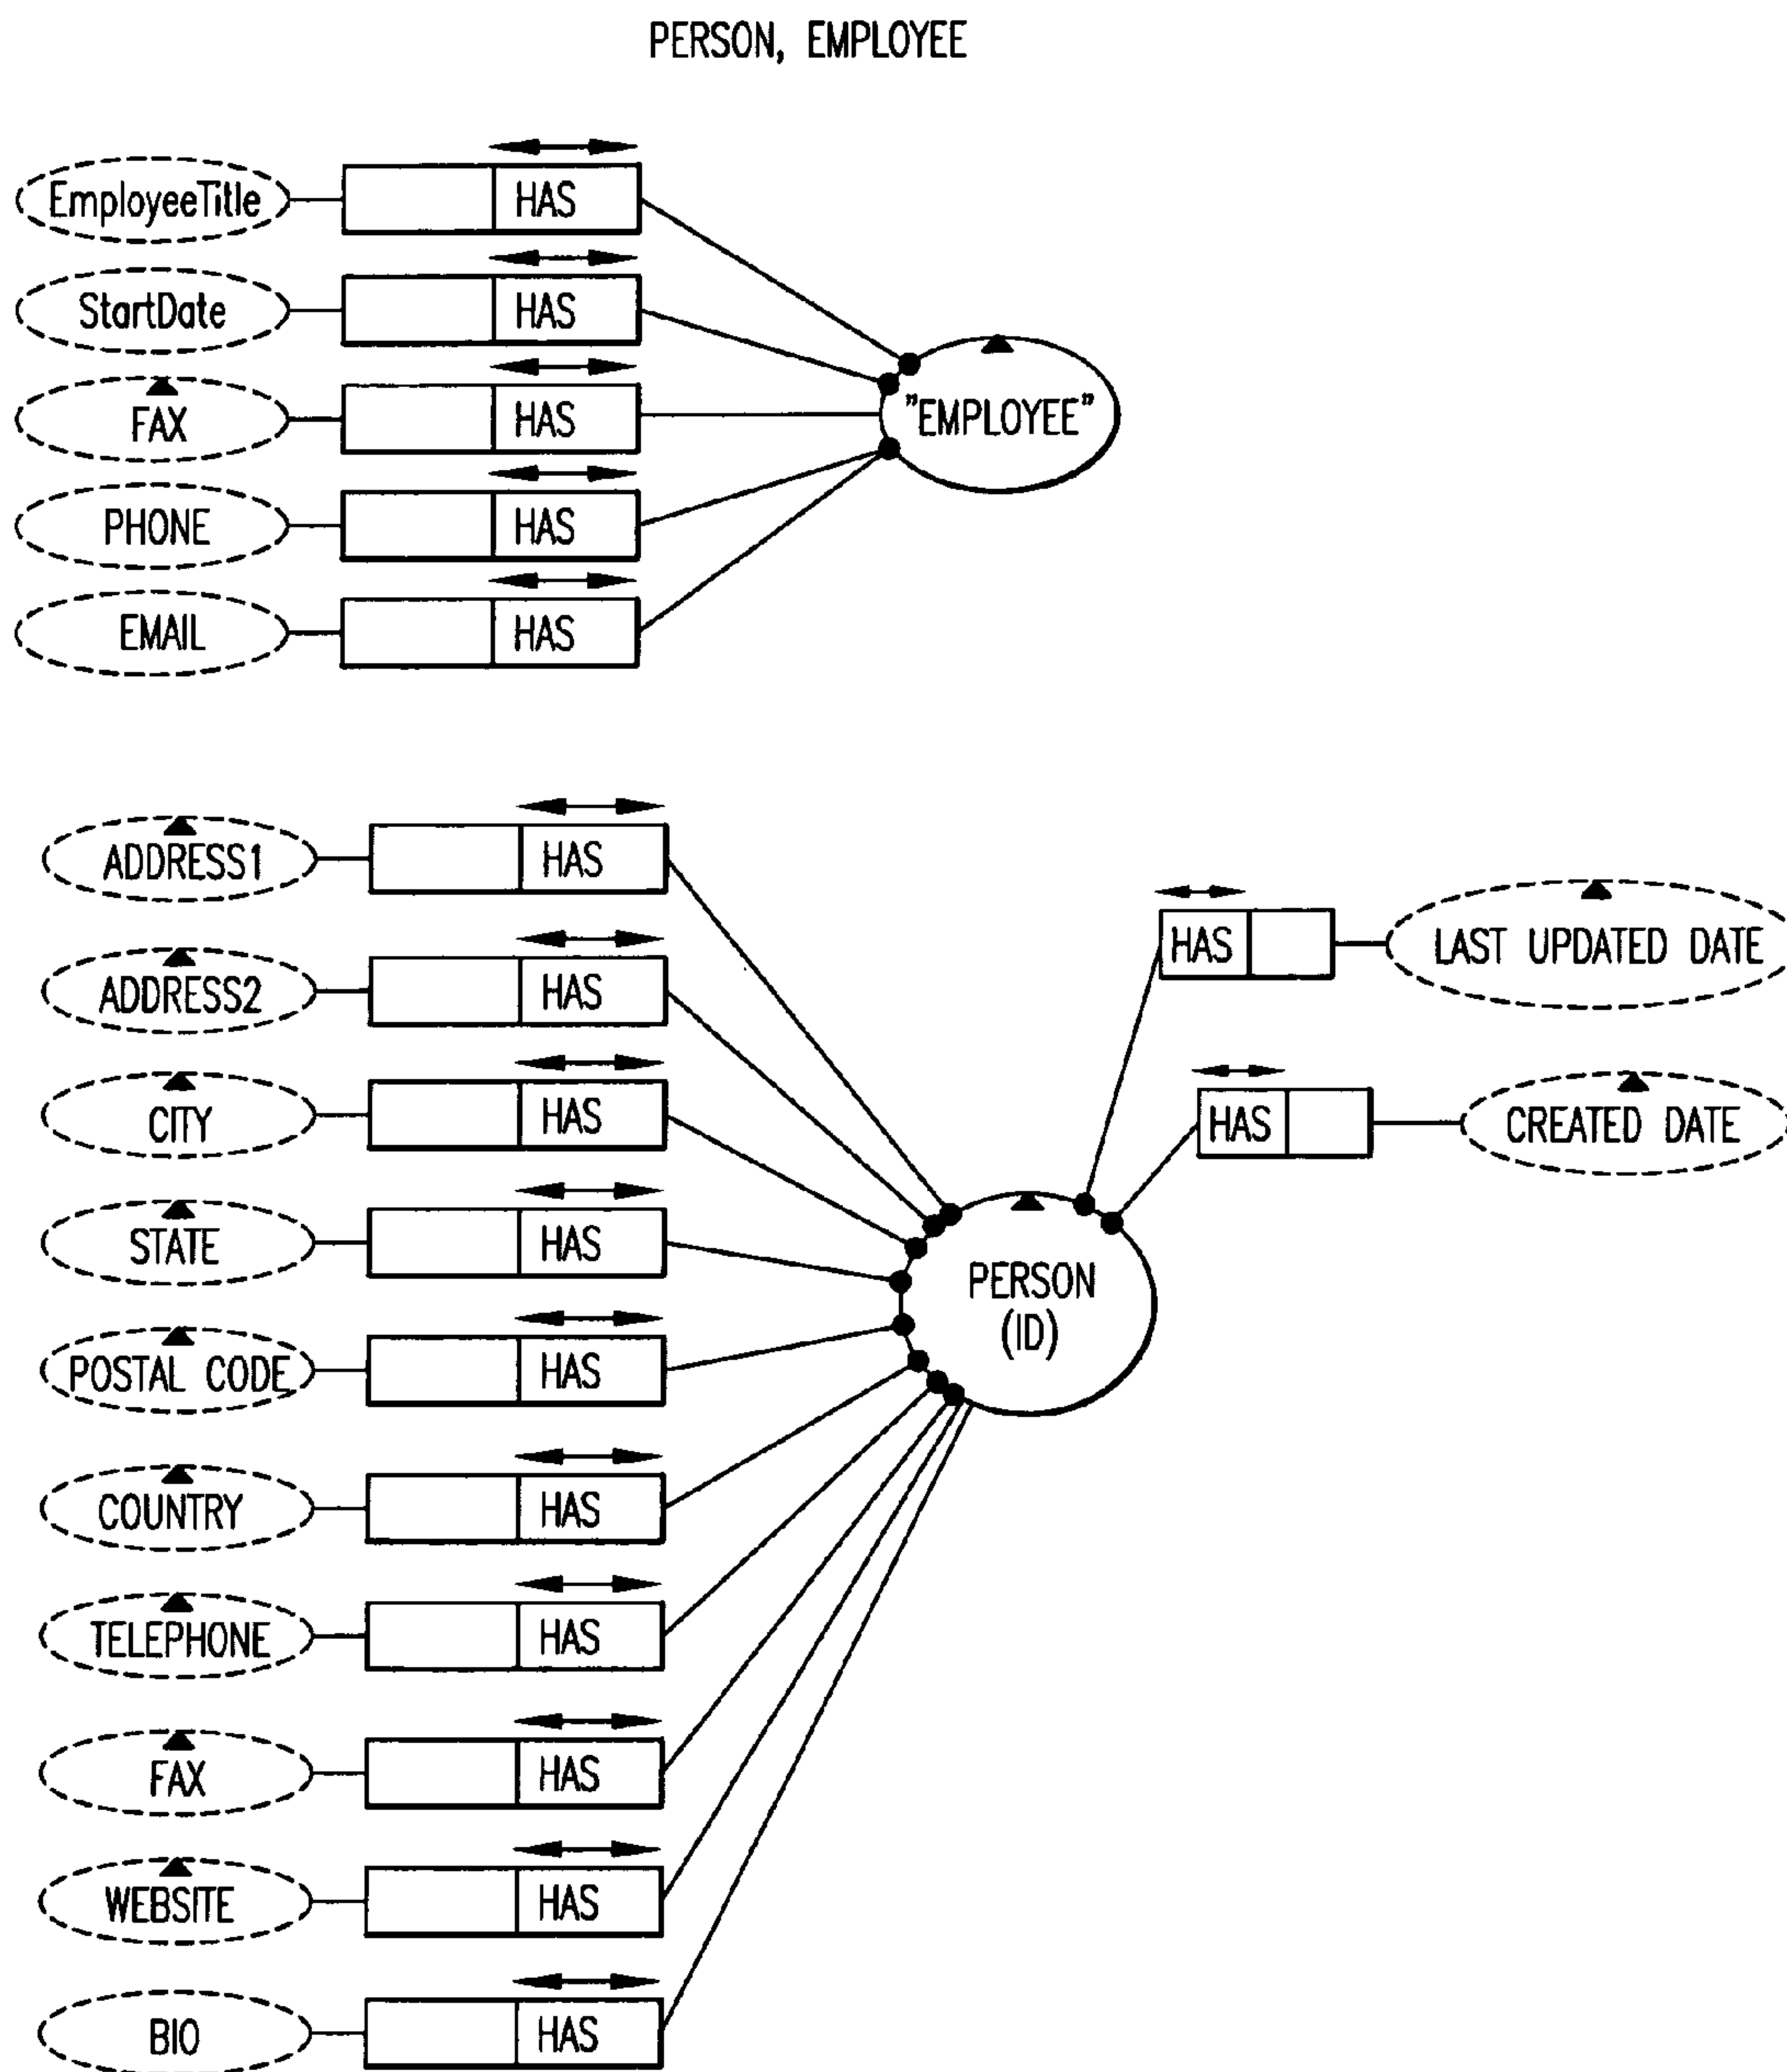 PERSON, EMPLOYEE
EmployeeTitle HAS
StartDate HAS
FAX HAS
"EMPLOYEE"
PHONE HAS
EMAIL HAS
ADDRESS1 HAS
HAS LAST UPDATED DATE
ADDRESS2 HAS
CITY HAS
HAS CREATED DATE
STATE HAS
PERSON
(ID)
POSTAL CODE HAS
COUNTRY HAS
TELEPHONE HAS
FAX HAS
WEBSITE HAS
BIO HAS